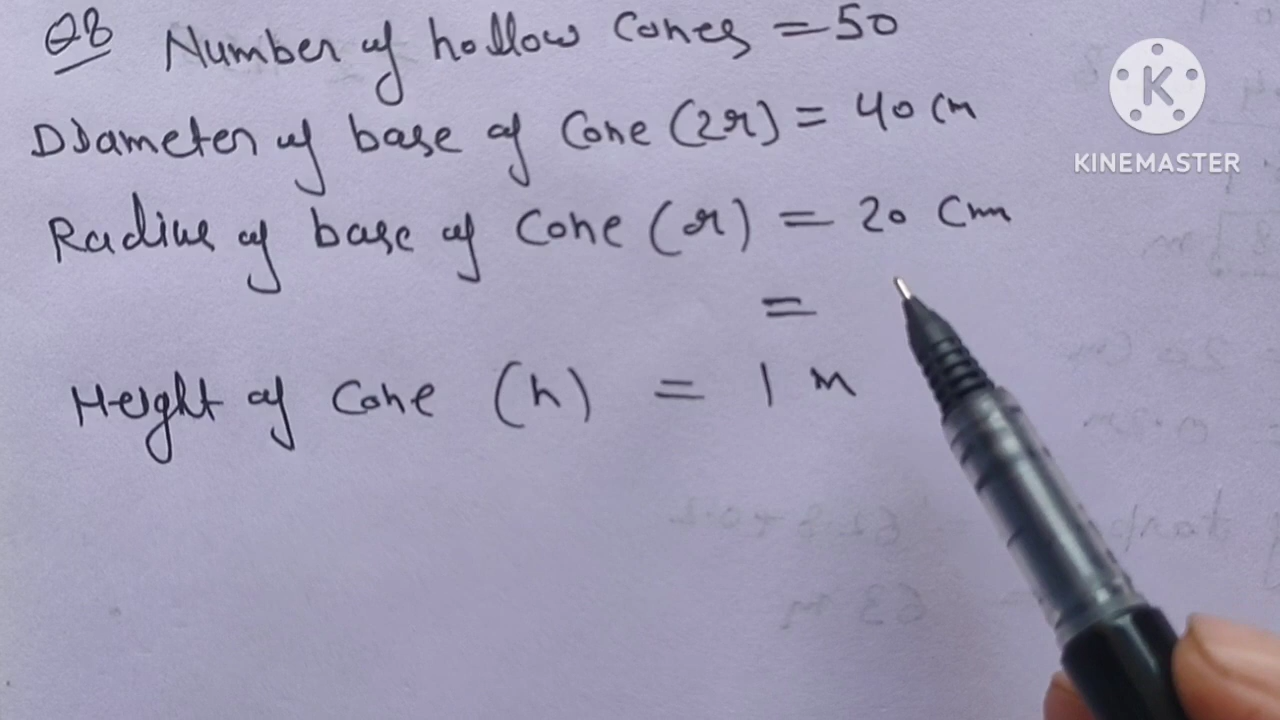 Q8 Number of hollow Cones = 50
Diameter of base of Cone (2r) = 40 cm
Radius of base of Cone (r) = 20 cm
=
Height of Cone (h) = 1 m
KINEMASTER